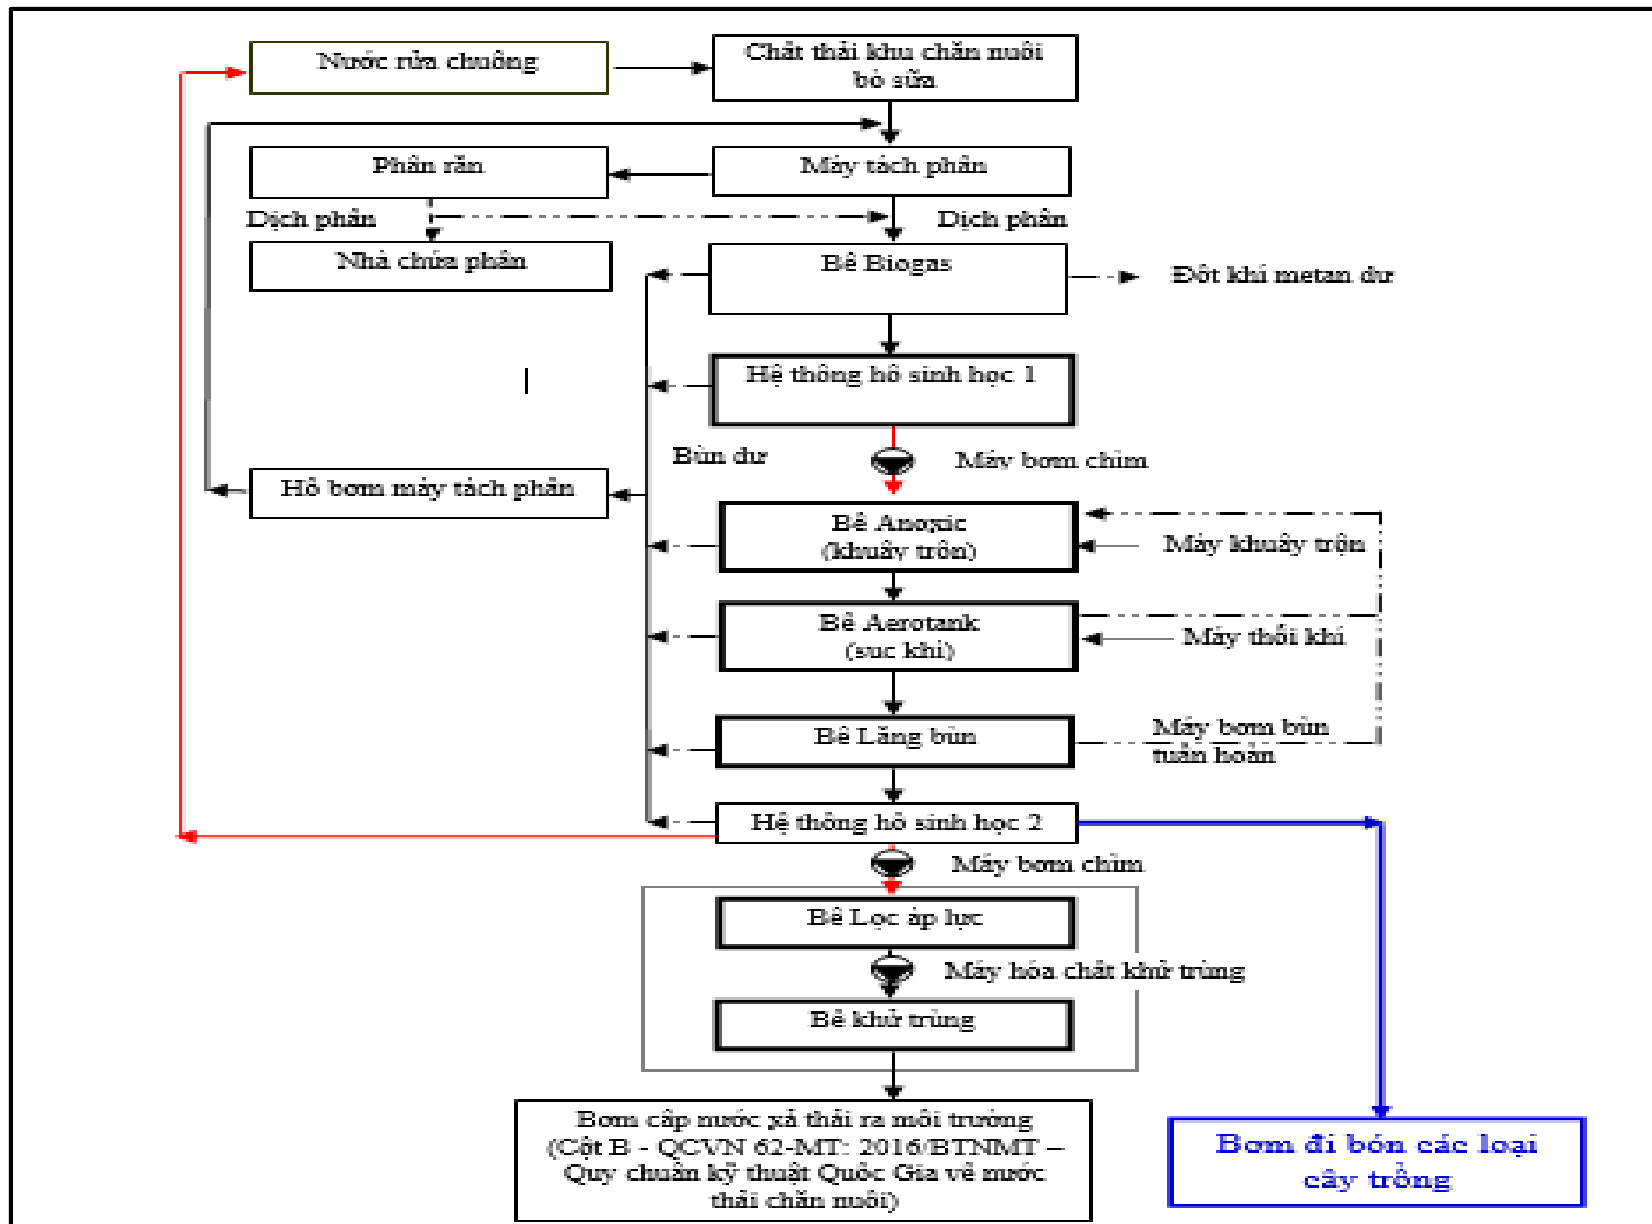 Nước rửa chuồng
Chất thải khu chăn nuôi
bò sữa
Phân rắn
Máy tách phân
Dịch phân
Dịch phân
Nhà chứa phân
Bể Biogas
Đốt khí metan dư
Hệ thống hồ sinh học 1
Bùn dư
Máy bơm chìm
Hố bơm máy tách phân
Bể Anoxic
(khuấy trộn)
Máy khuấy trộn
Bể Aerotank
(sục khí)
Máy thổi khí
Bể Lắng bùn
Máy bơm bùn
tuần hoàn
Hệ thống hồ sinh học 2
Máy bơm chìm
Bể Lọc áp lực
Máy hóa chất khử trùng
Bể khử trùng
Bơm cấp nước xả thải ra môi trường
(Cột B - QCVN 62-MT: 2016/BTNMT –
Quy chuẩn kỹ thuật Quốc Gia về nước
thải chăn nuôi)
Bơm đi bón các loại
cây trồng